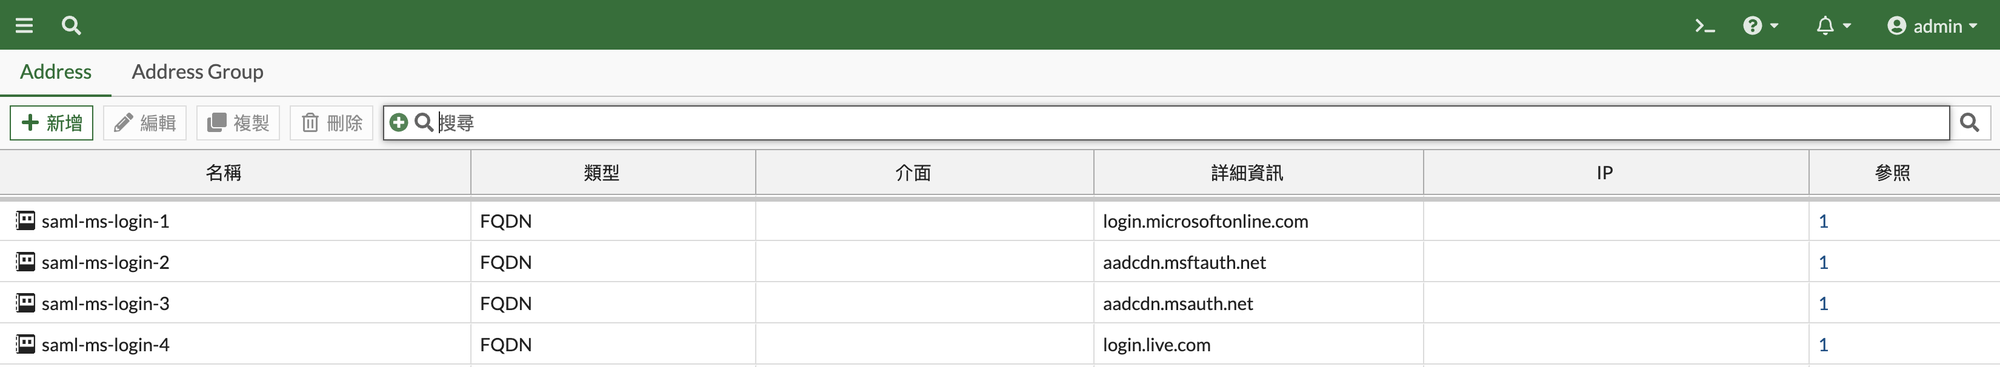 admin
Address Address Group
新增 編輯 複製 刪除 搜尋
名稱 類型 介面 詳細資訊 IP 參照
saml-ms-login-1 FQDN login.microsoftonline.com 1
saml-ms-login-2 FQDN aadcdn.msftauth.net 1
saml-ms-login-3 FQDN aadcdn.msauth.net 1
saml-ms-login-4 FQDN login.live.com 1